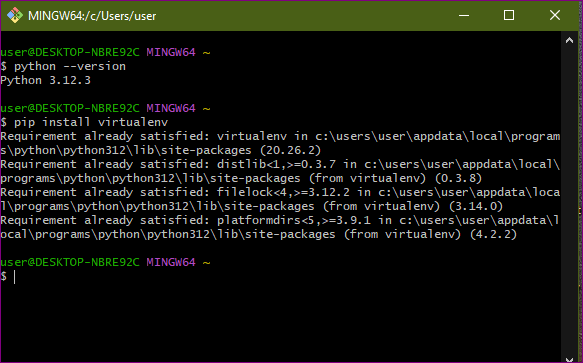 MINGW64:/c/Users/user
user@DESKTOP-NBRE92C MINGW64 ~
$ python --version
Python 3.12.3
user@DESKTOP-NBRE92C MINGW64 ~
$ pip install virtualenv
Requirement already satisfied: virtualenv in c:\users\user\appdata\local\program
s\python\python312\lib\site-packages (20.26.2)
Requirement already satisfied: distlib<1,>=0.3.7 in c:\users\user\appdata\local\
programs\python\python312\lib\site-packages (from virtualenv) (0.3.8)
Requirement already satisfied: filelock<4,>=3.12.2 in c:\users\user\appdata\loca
l\programs\python\python312\lib\site-packages (from virtualenv) (3.14.0)
Requirement already satisfied: platformdirs<5,>=3.9.1 in c:\users\user\appdata\l
ocal\programs\python\python312\lib\site-packages (from virtualenv) (4.2.2)
user@DESKTOP-NBRE92C MINGW64 ~
$